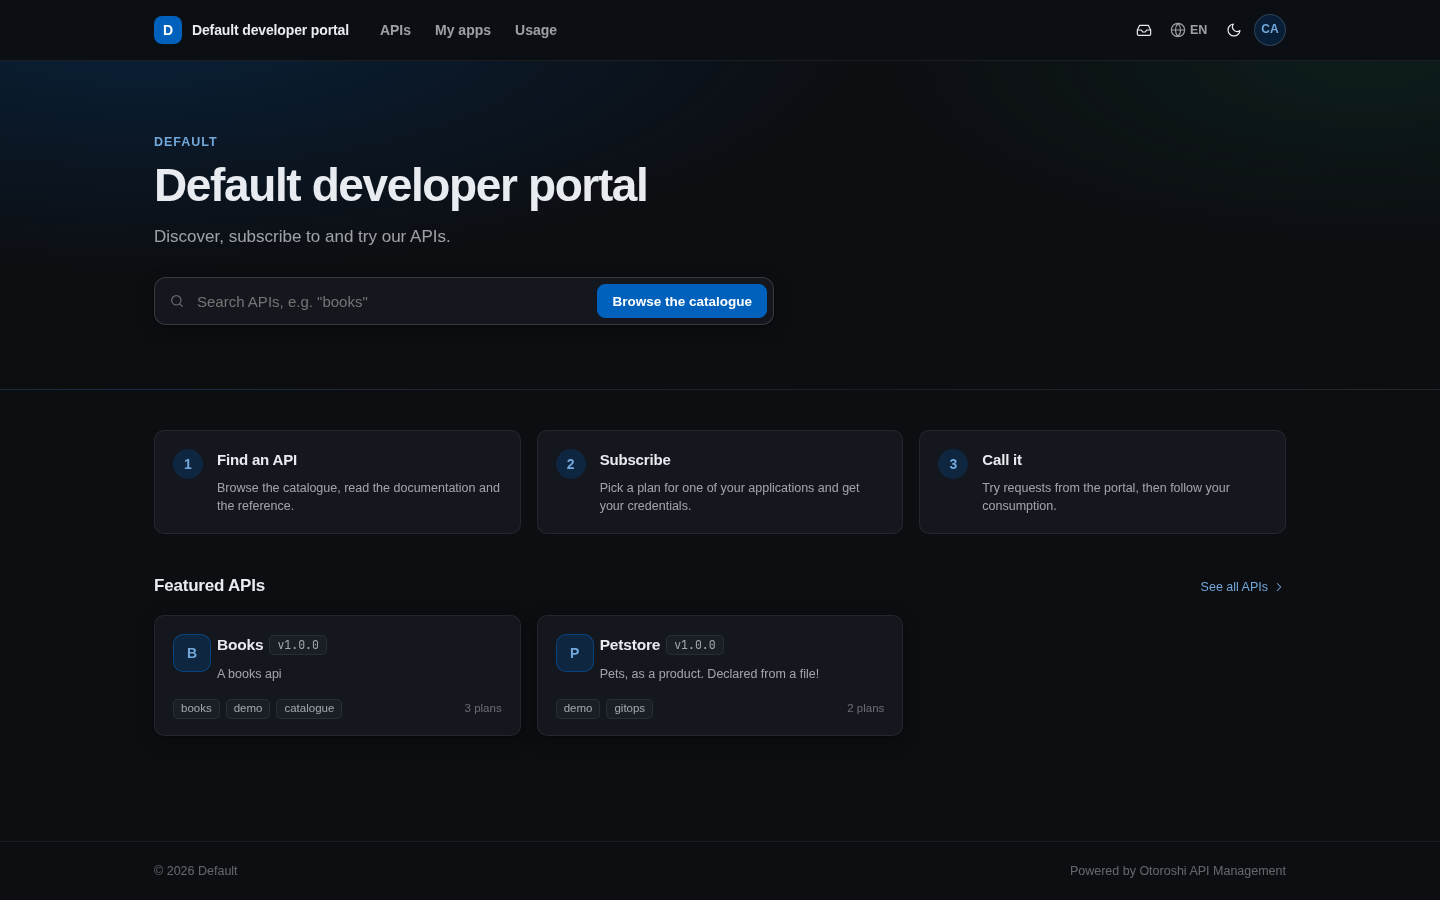 D Default developer portal APIs My apps Usage EN CA
DEFAULT
Default developer portal
Discover, subscribe to and try our APIs.
Search APIs, e.g. "books" Browse the catalogue
1 Find an API
Browse the catalogue, read the documentation and
the reference.
2 Subscribe
Pick a plan for one of your applications and get
your credentials.
3 Call it
Try requests from the portal, then follow your
consumption.
Featured APIs See all APIs
B Books v1.0.0
A books api
books demo catalogue 3 plans
P Petstore v1.0.0
Pets, as a product. Declared from a file!
demo gitops 2 plans
© 2026 Default Powered by Otoroshi API Management